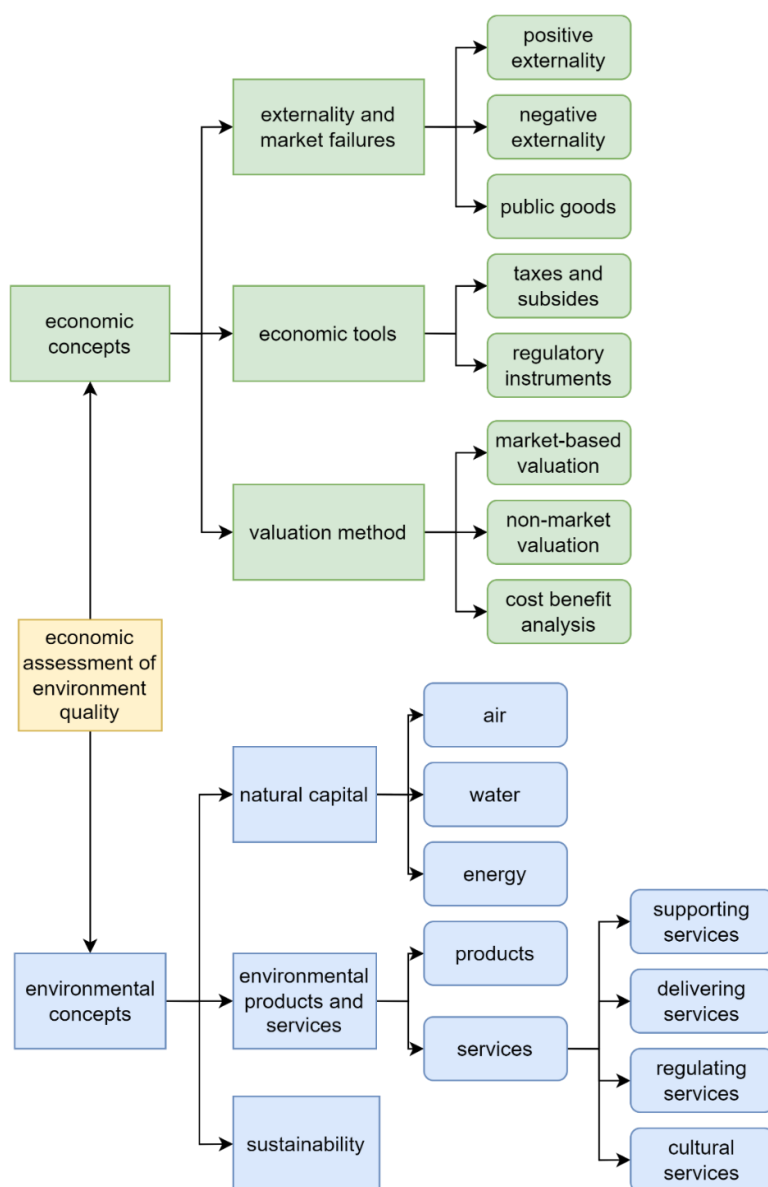 positive
externality
externality and
market failures
negative
externality
public goods
economic
concepts
economic tools
taxes and
subsides
regulatory
instruments
valuation method
market-based
valuation
non-market
valuation
cost benefit
analysis
economic
assessment of
environment
quality
natural capital
air
water
energy
environmental
concepts
environmental
products and
services
products
services
supporting
services
delivering
services
regulating
services
cultural
services
sustainability